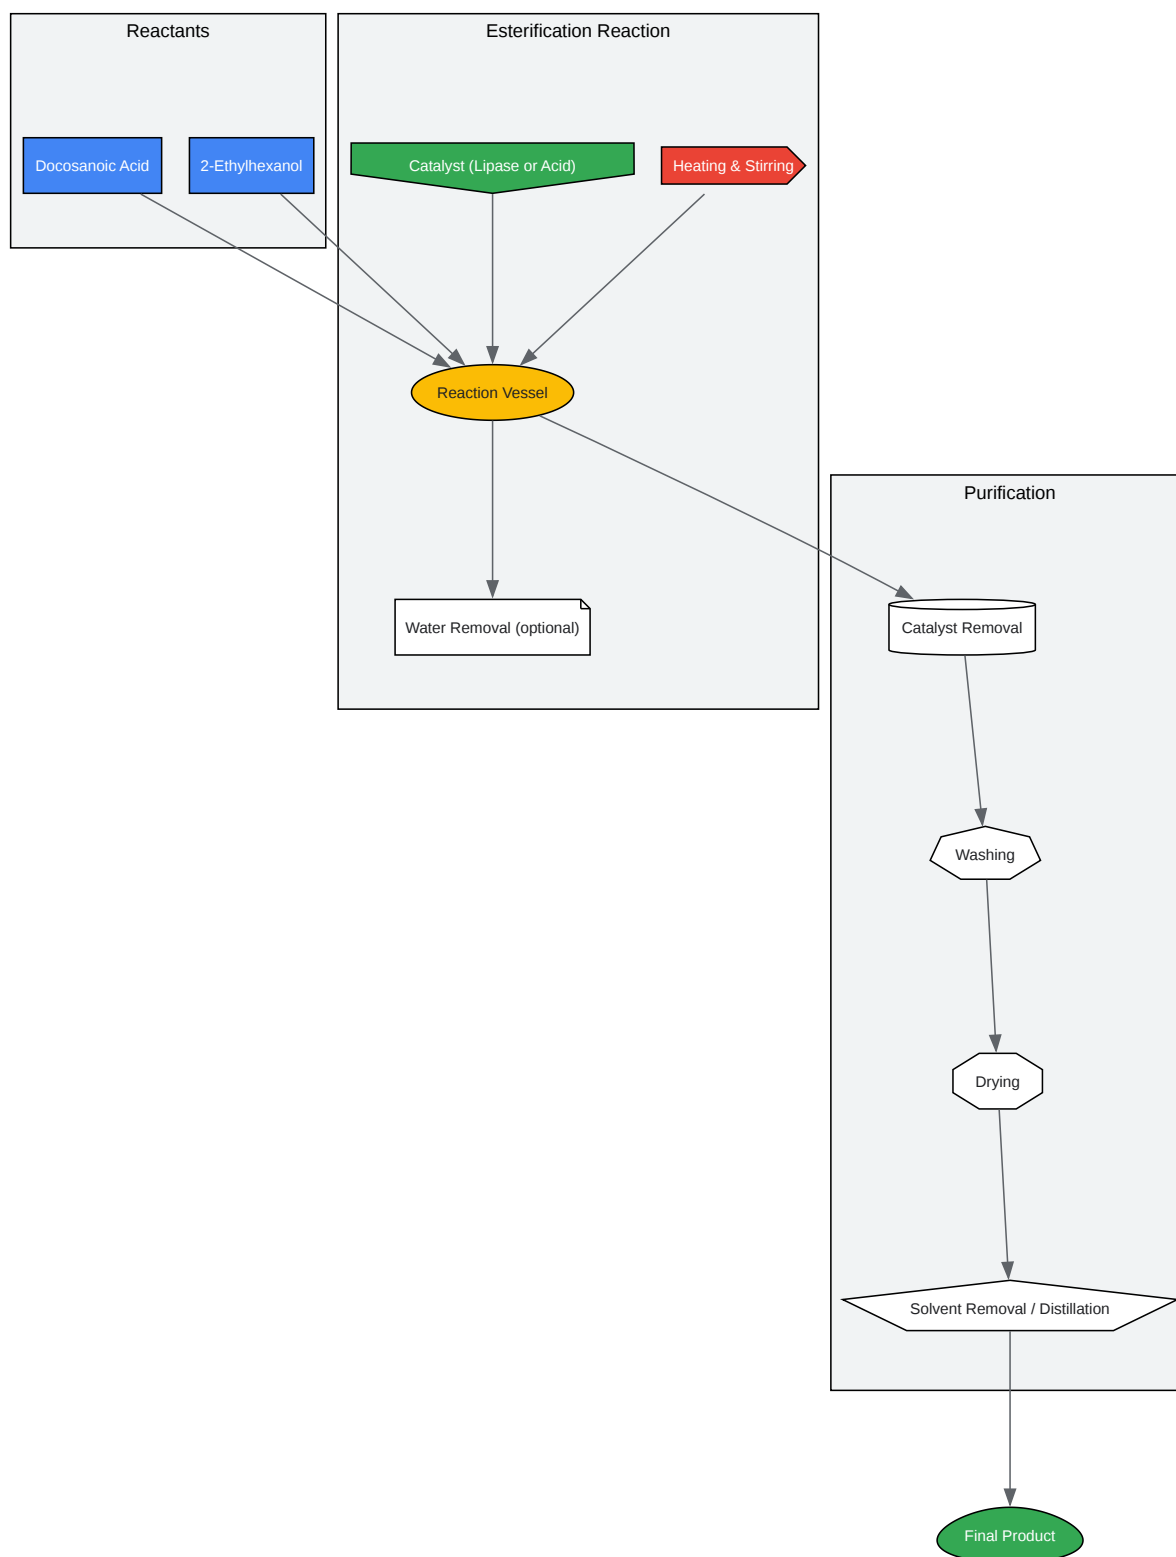 Reactants
Esterification Reaction
Docosanoic Acid
2-Ethylhexanol
Catalyst (Lipase or Acid)
Heating & Stirring
Reaction Vessel
Purification
Water Removal (optional)
Catalyst Removal
Washing
Drying
Solvent Removal / Distillation
Final Product